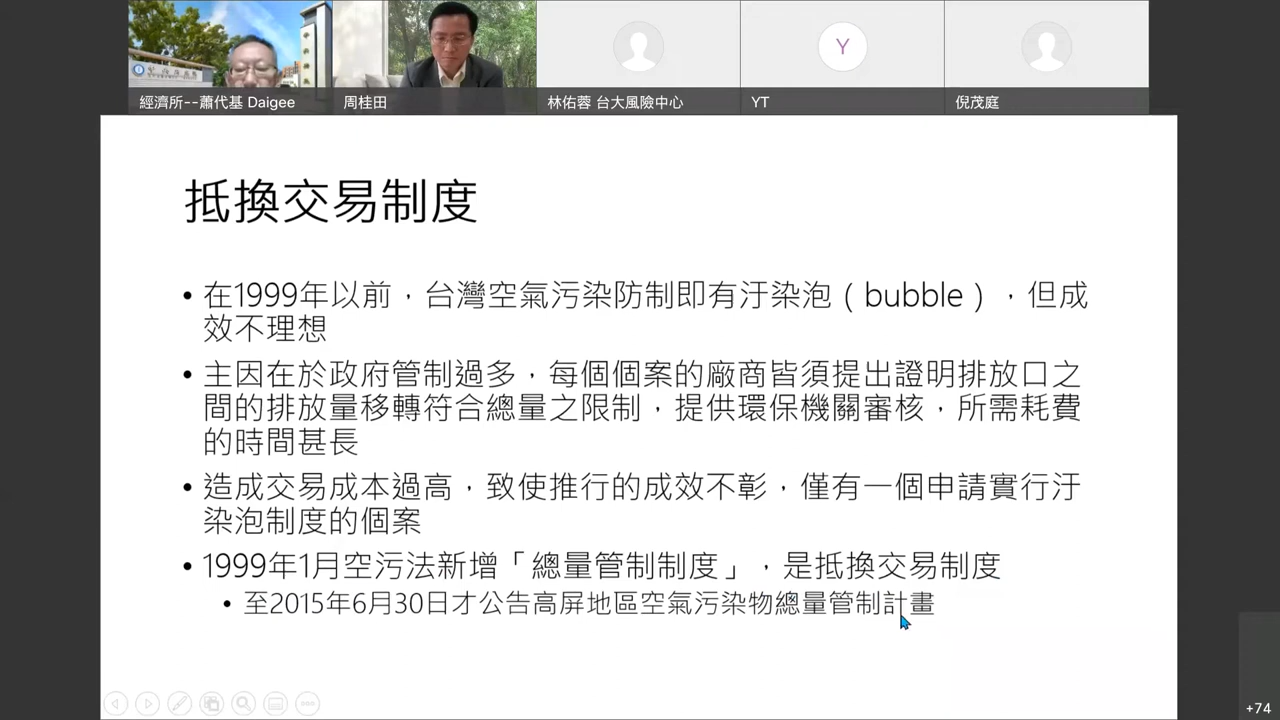 經濟所--蕭代基 Daigee
周桂田
林佑蓉 台大風險中心
Y
YT
倪茂庭
抵換交易制度
• 在1999年以前，台灣空氣污染防制即有汙染泡（bubble），但成
效不理想
• 主因在於政府管制過多，每個個案的廠商皆須提出證明排放口之
間的排放量移轉符合總量之限制，提供環保機關審核，所需耗費
的時間甚長
• 造成交易成本過高，致使推行的成效不彰，僅有一個申請實行汙
染泡制度的個案
• 1999年1月空污法新增「總量管制制度」，是抵換交易制度
• 至2015年6月30日才公告高屏地區空氣污染物總量管制計畫
+74